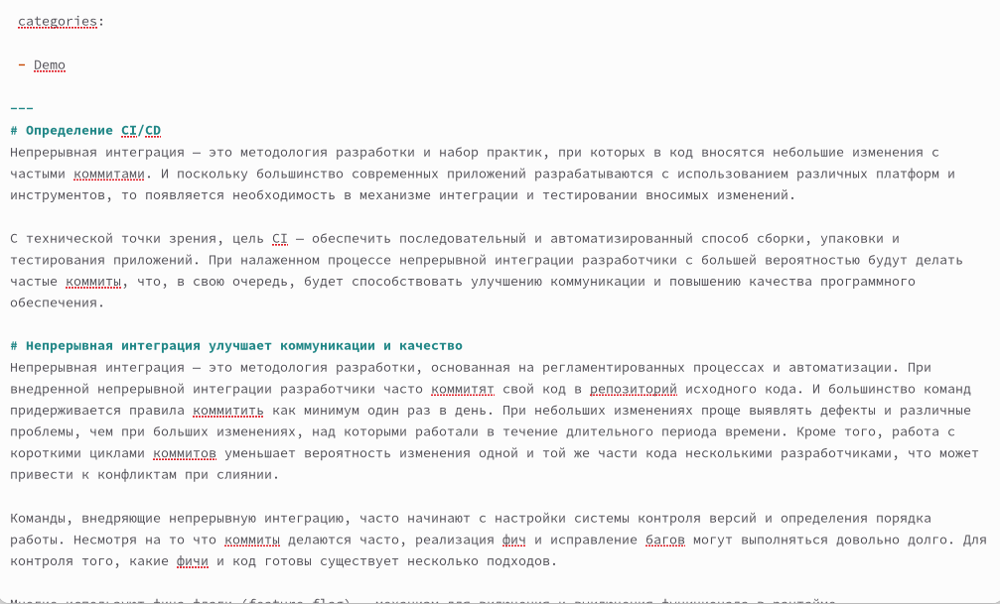 categories:
- Demo
---
# Определение CI/CD
Непрерывная интеграция — это методология разработки и набор практик, при которых в код вносятся небольшие изменения с
частыми коммитами. И поскольку большинство современных приложений разрабатываются с использованием различных платформ и
инструментов, то появляется необходимость в механизме интеграции и тестировании вносимых изменений.
С технической точки зрения, цель CI — обеспечить последовательный и автоматизированный способ сборки, упаковки и
тестирования приложений. При налаженном процессе непрерывной интеграции разработчики с большей вероятностью будут делать
частые коммиты, что, в свою очередь, будет способствовать улучшению коммуникации и повышению качества программного
обеспечения.
# Непрерывная интеграция улучшает коммуникации и качество
Непрерывная интеграция — это методология разработки, основанная на регламентированных процессах и автоматизации. При
внедренной непрерывной интеграции разработчики часто коммитят свой код в репозиторий исходного кода. И большинство команд
придерживается правила коммитить как минимум один раз в день. При небольших изменениях проще выявлять дефекты и различные
проблемы, чем при больших изменениях, над которыми работали в течение длительного периода времени. Кроме того, работа с
короткими циклами коммитов уменьшает вероятность изменения одной и той же части кода несколькими разработчиками, что может
привести к конфликтам при слиянии.
Команды, внедряющие непрерывную интеграцию, часто начинают с настройки системы контроля версий и определения порядка
работы. Несмотря на то что коммиты делаются часто, реализация фич и исправление багов могут выполняться довольно долго. Для
контроля того, какие фичи и код готовы существует несколько подходов.